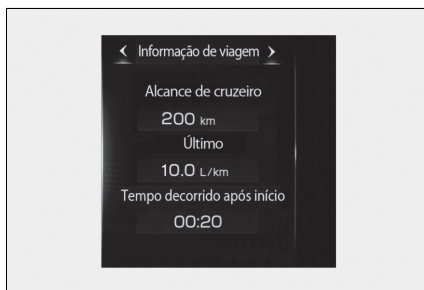 Informação de viagem
Alcance de cruzeiro
200 km
Último
10.0 L/km
Tempo decorrido após início
00:20